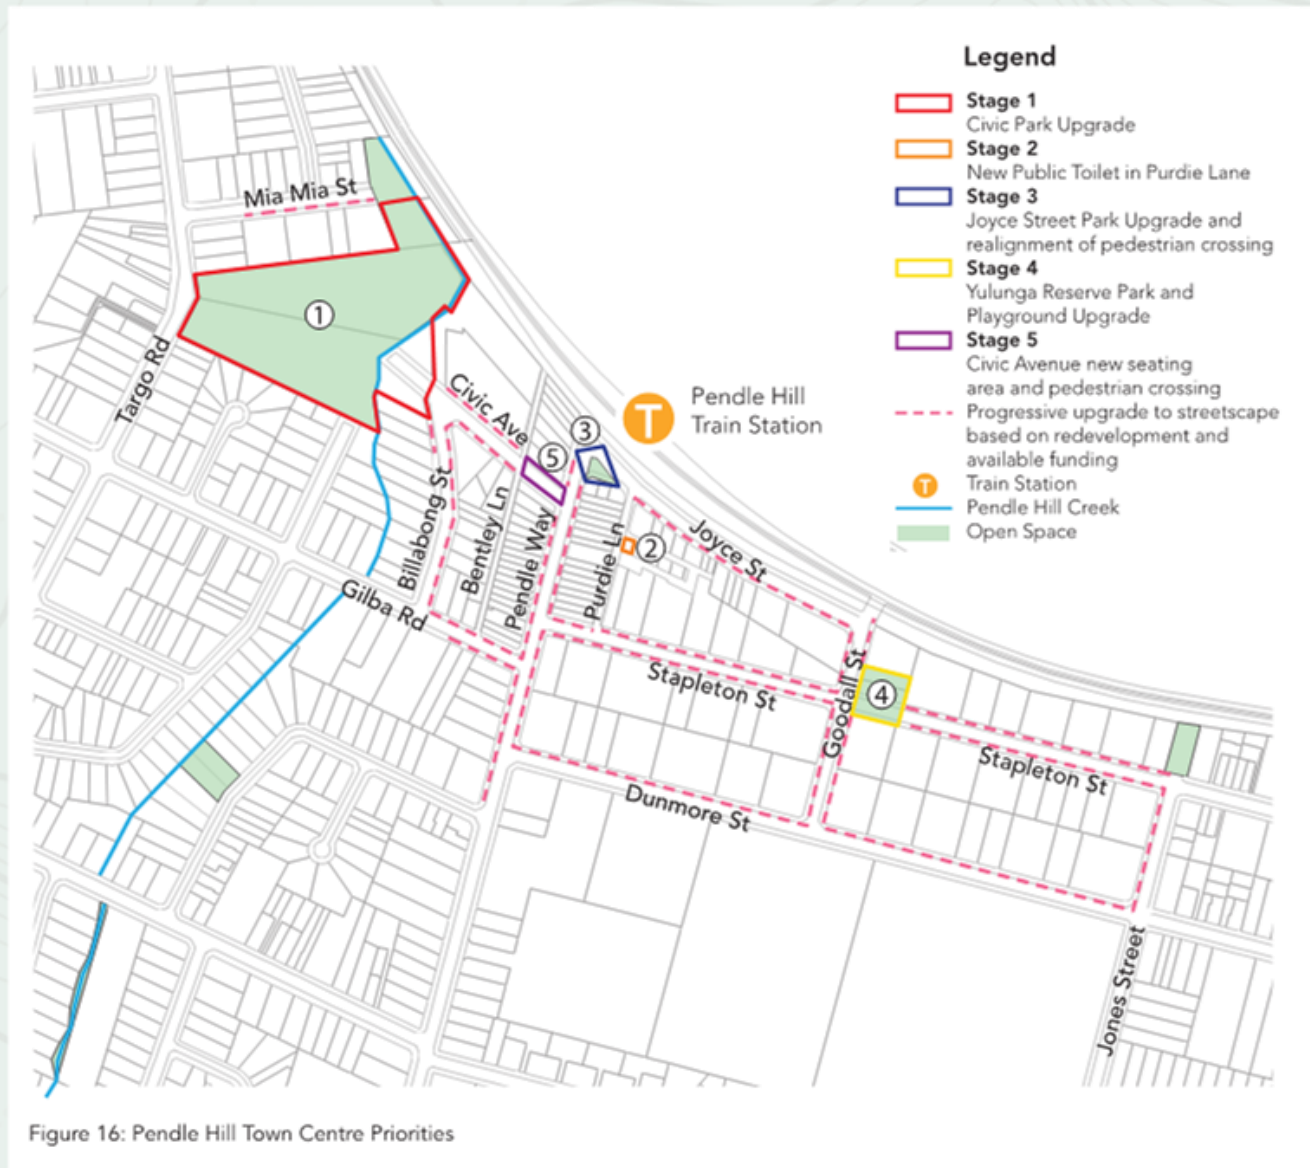 Legend
Stage 1
Civic Park Upgrade
Stage 2
New Public Toilet in Purdie Lane
Stage 3
Joyce Street Park Upgrade and
realignment of pedestrian crossing
Stage 4
Yulunga Reserve Park and
Playground Upgrade
Stage 5
Civic Avenue new seating
area and pedestrian crossing
Progressive upgrade to streetscape
based on redevelopment and
available funding
T
Train Station
Pendle Hill Creek
Open Space
Mia Mia St
1
Targo Rd
Civic Ave
T
Pendle Hill
Train Station
3
5
Billabong St
Bentley Ln
Pendle Way
Purdie Ln
2
Joyce St
Gilba Rd
Stapleton St
Goodall St
4
Stapleton St
Dunmore St
Jones Street
Figure 16: Pendle Hill Town Centre Priorities